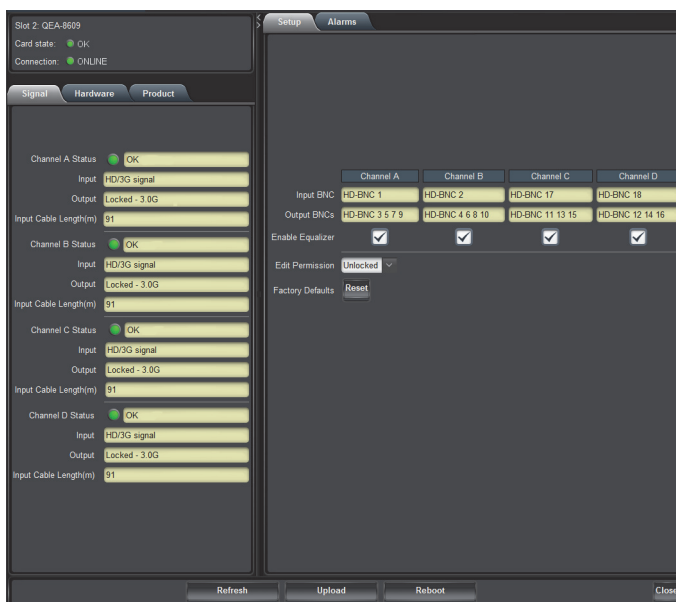 Slot 2: QEA-8609
Card state: OK
Connection: ONLINE
Signal Hardware Product
Channel A Status OK
Input HD/3G signal
Output Locked - 3.0G
Input Cable Length(m) 91
Channel B Status OK
Input HD/3G signal
Output Locked - 3.0G
Input Cable Length(m) 91
Channel C Status OK
Input HD/3G signal
Output Locked - 3.0G
Input Cable Length(m) 91
Channel D Status OK
Input HD/3G signal
Output Locked - 3.0G
Input Cable Length(m) 91
Setup Alarms
Channel A Channel B Channel C Channel D
Input BNC HD-BNC 1 HD-BNC 2 HD-BNC 17 HD-BNC 18
Output BNCs HD-BNC 3 5 7 9 HD-BNC 4 6 8 10 HD-BNC 11 13 15 HD-BNC 12 14 16
Enable Equalizer
Edit Permission Unlocked
Factory Defaults Reset
Refresh Upload Reboot Close